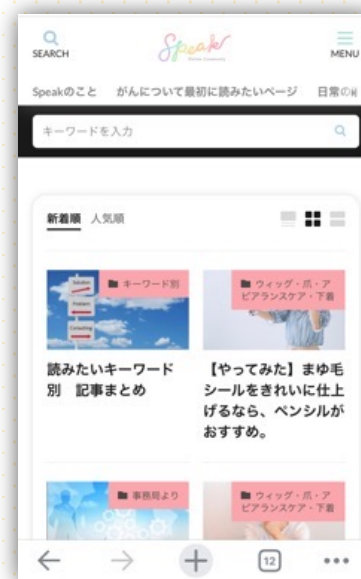 SEARCH
Speak
MENU
Speakのこと がんについて最初に読みたいページ 日常の
キーワードを入力
新着順 人気順
キーワード別
ウィッグ・爪・ア
ピアランスケア・下着
Solution
Problem
Consulting
読みたいキーワード
別 記事まとめ
【やってみた】まゆ毛
シールをきれいに仕上
げるなら、ペンシルが
おすすめ。
事務局より
ウィッグ・爪・ア
ピアランスケア・下着
12